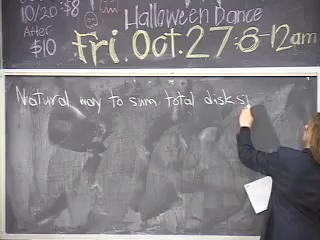 10/20 :$8
After
$10
Halloween Dance
Fri. Oct. 27 8-12am
Natural way to sum total disks